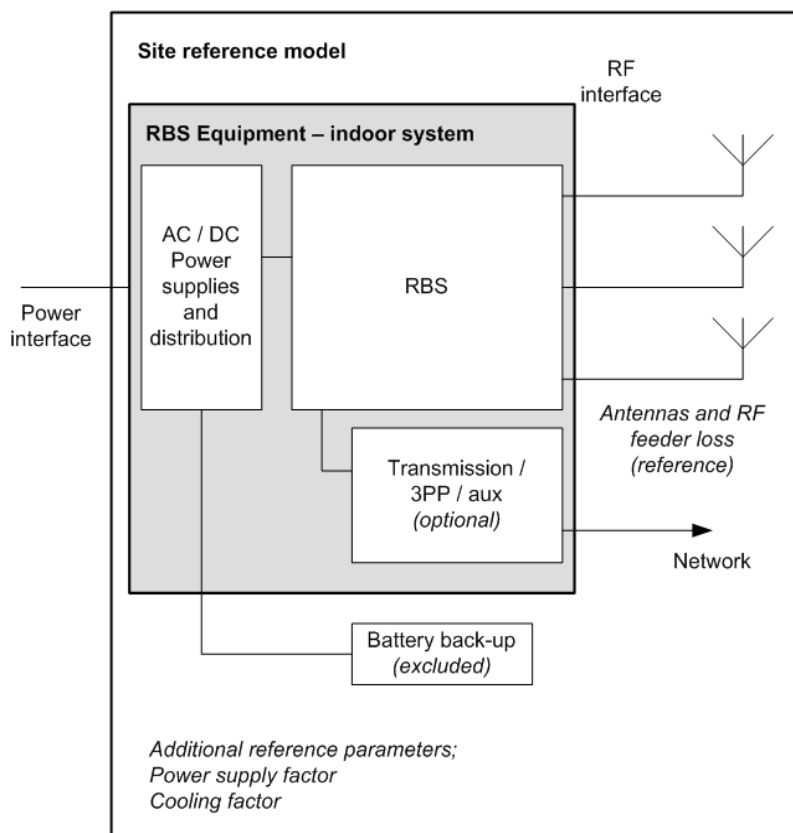 Site reference model
RF
interface
RBS Equipment – indoor system
AC / DC
Power
supplies
and
distribution
RBS
Power
interface
Antennas and RF
feeder loss
(reference)
Transmission /
3PP / aux
(optional)
Network
Battery back-up
(excluded)
Additional reference parameters;
Power supply factor
Cooling factor